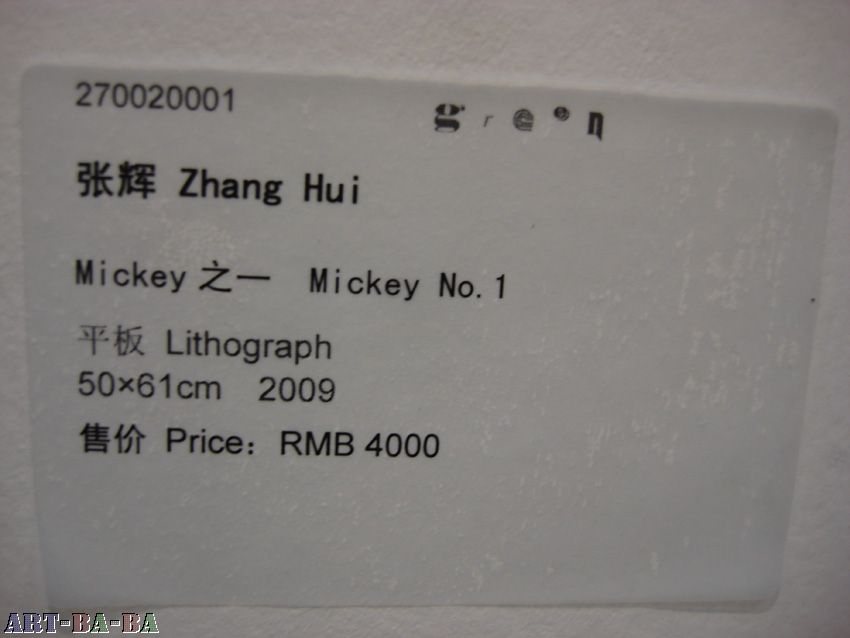 270020001
green
张辉 Zhang Hui
Mickey 之一 Mickey No.1
平板 Lithograph
50×61cm 2009
售价 Price: RMB 4000
ART-BA-BA